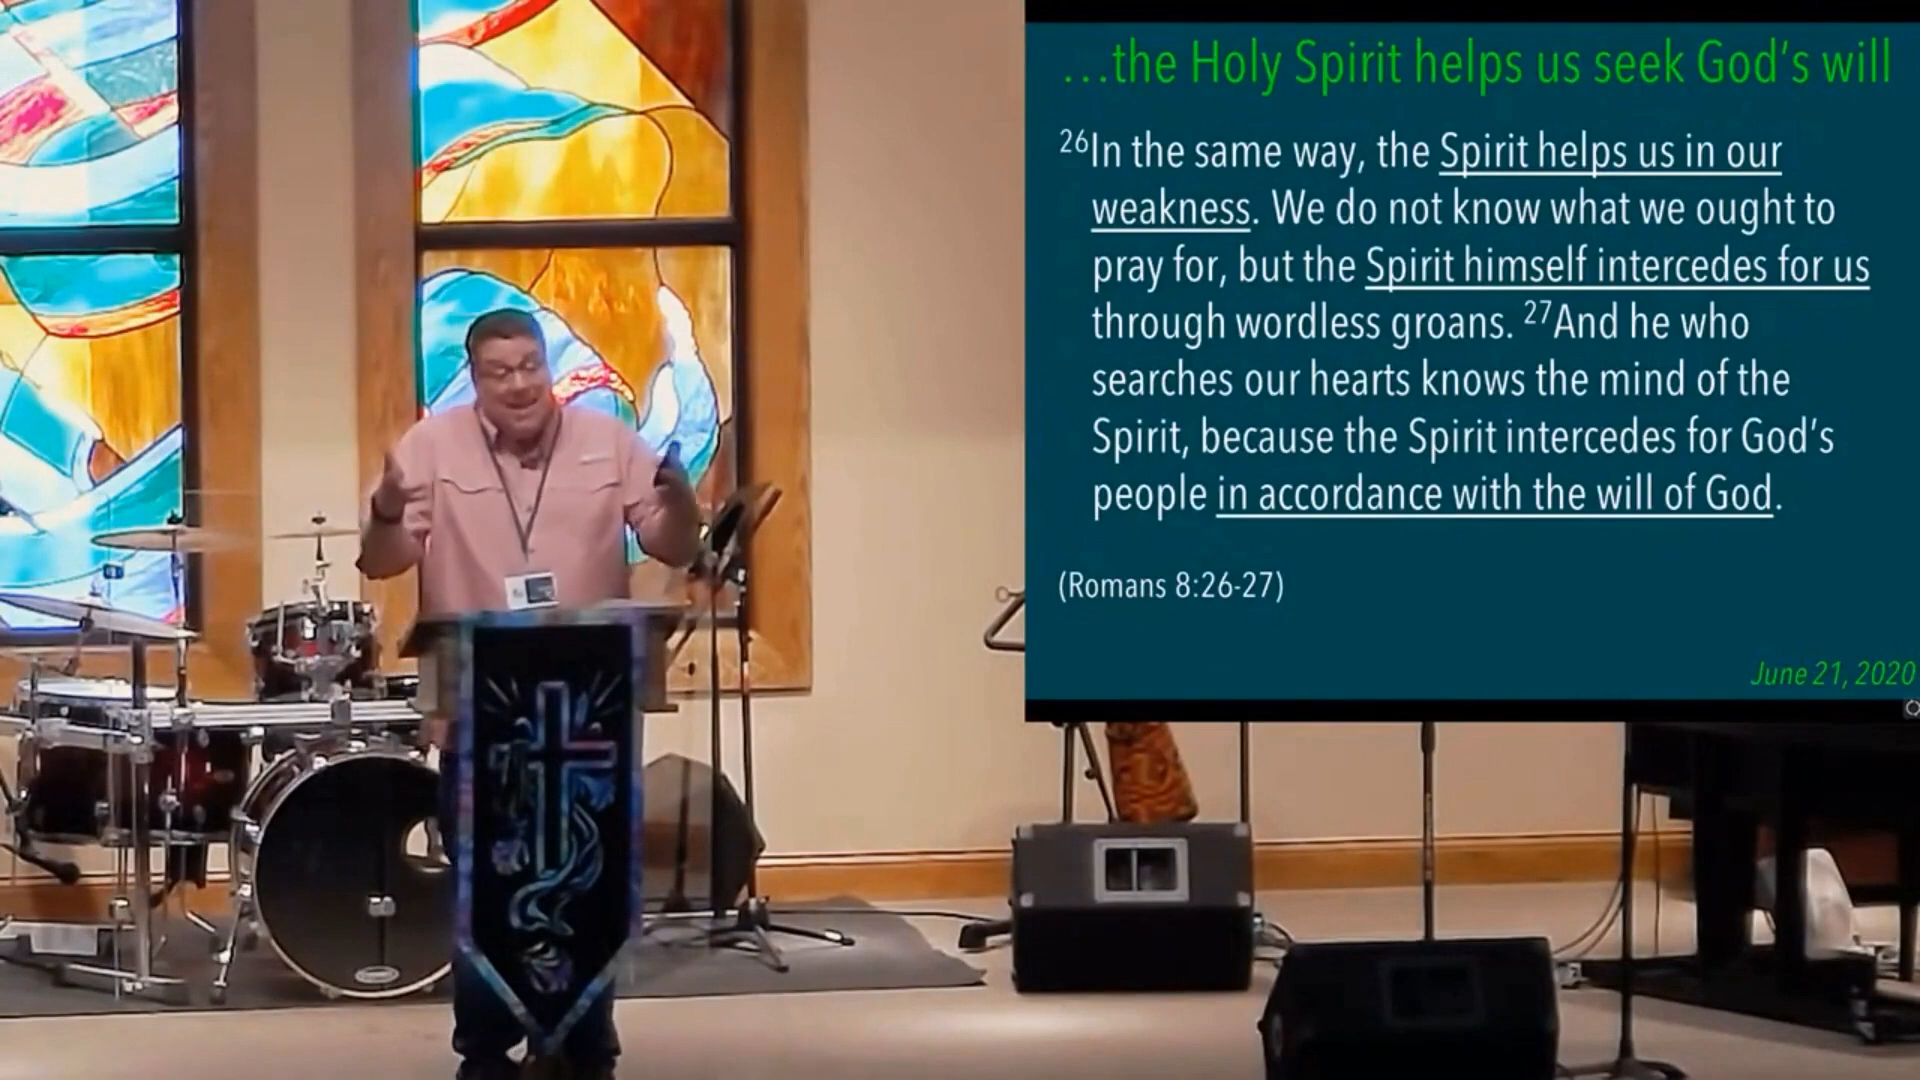 …the Holy Spirit helps us seek God's will
26In the same way, the Spirit helps us in our
weakness. We do not know what we ought to
pray for, but the Spirit himself intercedes for us
through wordless groans. 27And he who
searches our hearts knows the mind of the
Spirit, because the Spirit intercedes for God's
people in accordance with the will of God.
(Romans 8:26-27)
June 21, 2020